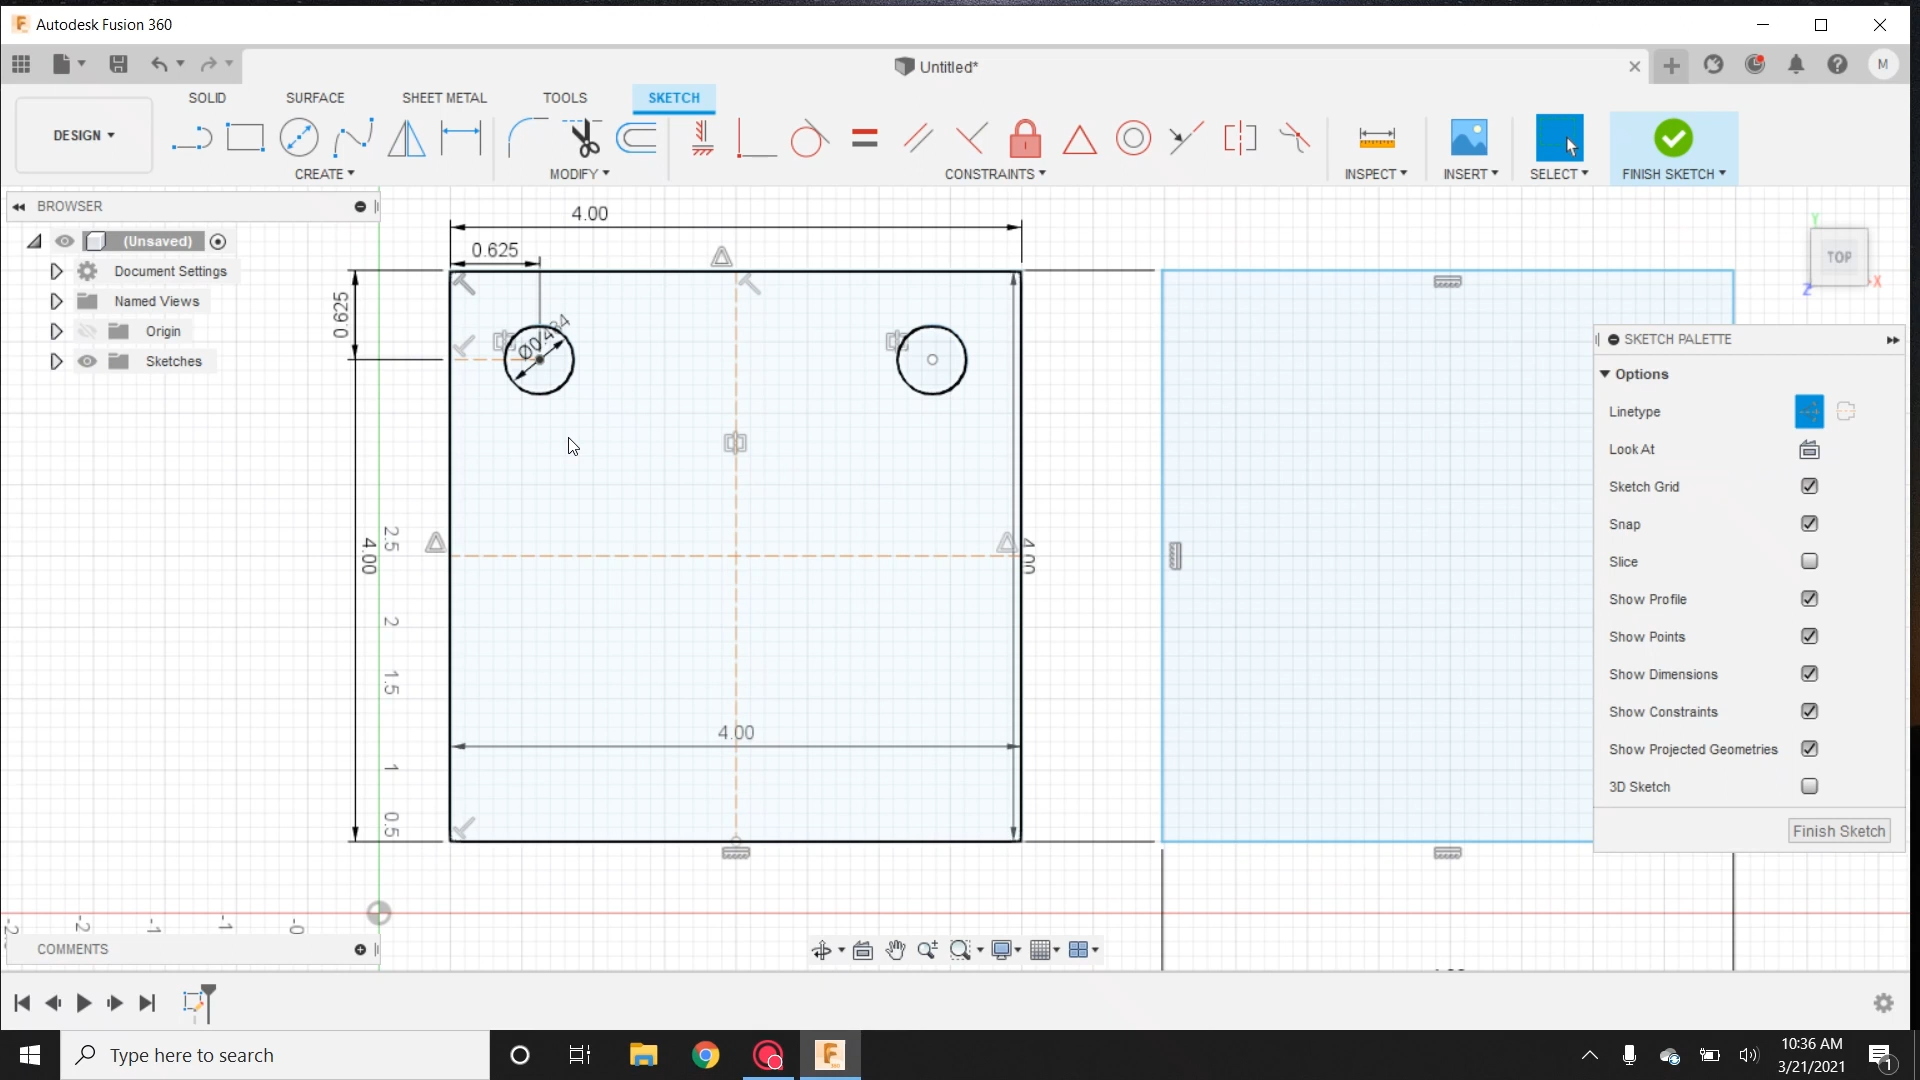 Autodesk Fusion 360
Untitled*
M
DESIGN
SOLID
SURFACE
SHEET METAL
TOOLS
SKETCH
CREATE
MODIFY
CONSTRAINTS
INSPECT
INSERT
SELECT
FINISH SKETCH
BROWSER
(Unsaved)
Document Settings
Named Views
Origin
Sketches
4.00
0.625
0.625
4.00
4.00
4.00
2.5
2
1.5
1
0.5
TOP
Y
X
Z
SKETCH PALETTE
Options
Linetype
Look At
Sketch Grid
Snap
Slice
Show Profile
Show Points
Show Dimensions
Show Constraints
Show Projected Geometries
3D Sketch
Finish Sketch
COMMENTS
Type here to search
10:36 AM
3/21/2021
1